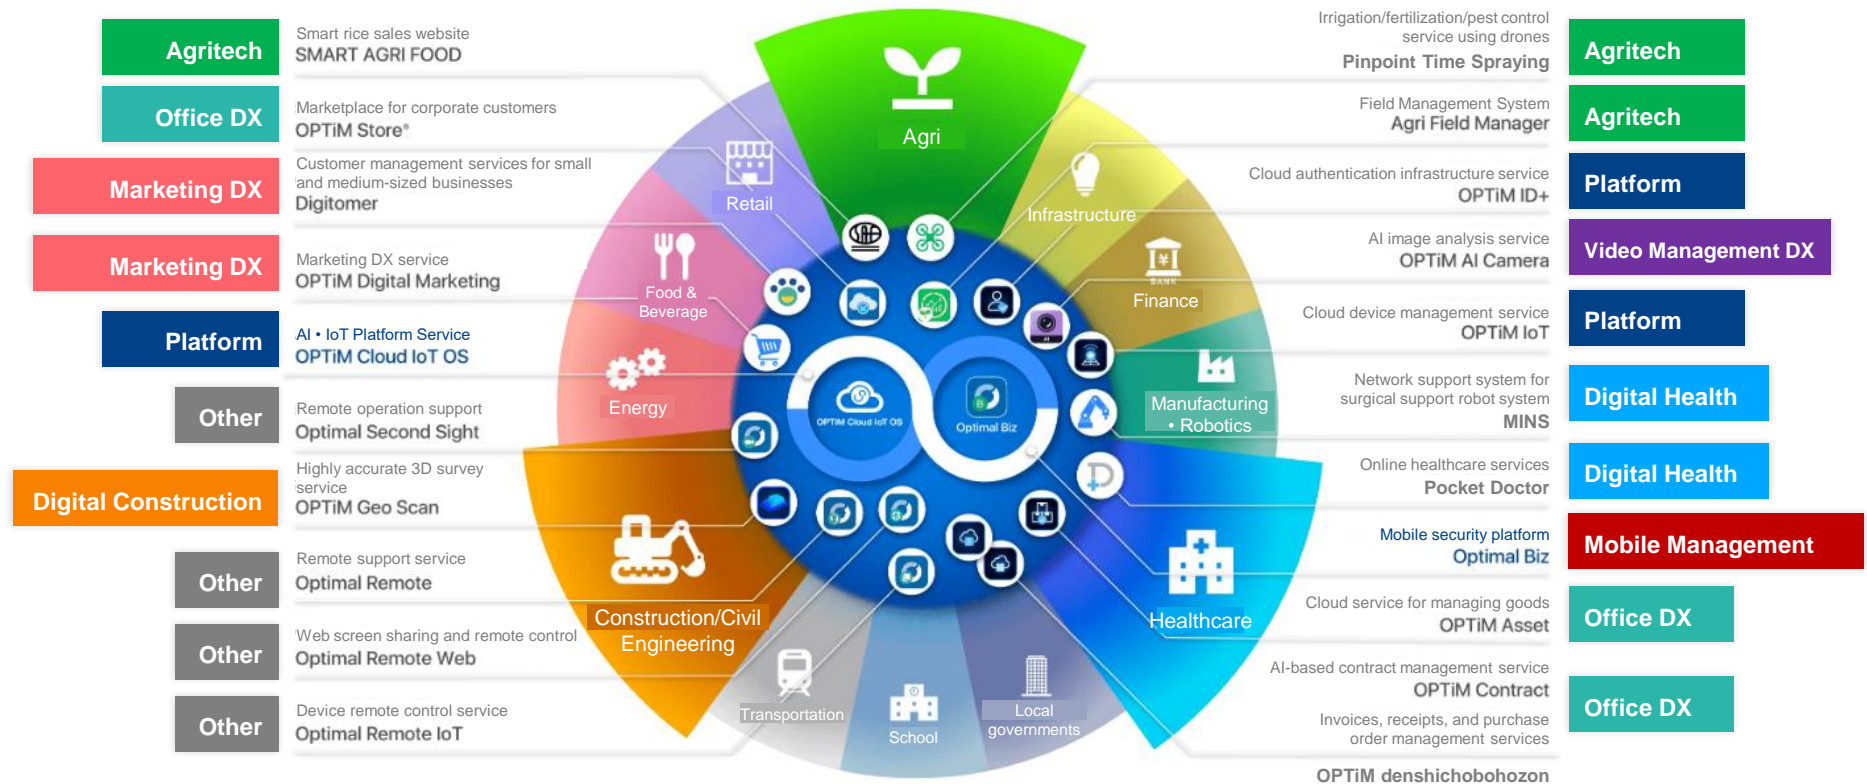 Agritech
Smart rice sales website
SMART AGRI FOOD
Office DX
Marketplace for corporate customers
OPTiM Store®
Marketing DX
Customer management services for small
and medium-sized businesses
Digitomer
Marketing DX
Marketing DX service
OPTiM Digital Marketing
Platform
AI • IoT Platform Service
OPTiM Cloud IoT OS
Other
Remote operation support
Optimal Second Sight
Digital Construction
Highly accurate 3D survey
service
OPTiM Geo Scan
Other
Remote support service
Optimal Remote
Other
Web screen sharing and remote control
Optimal Remote Web
Other
Device remote control service
Optimal Remote IoT
Agri
Retail
Infrastructure
Food &
Beverage
BANK
Finance
Energy
Manufacturing
• Robotics
OPTiM Cloud IoT OS
Optimal Biz
AI
Construction/Civil
Engineering
Healthcare
Transportation
School
Local
governments
Irrigation/fertilization/pest control
service using drones
Pinpoint Time Spraying
Agritech
Field Management System
Agri Field Manager
Agritech
Cloud authentication infrastructure service
OPTiM ID+
Platform
AI image analysis service
OPTiM AI Camera
Video Management DX
Cloud device management service
OPTiM IoT
Platform
Network support system for
surgical support robot system
MINS
Digital Health
Online healthcare services
Pocket Doctor
Digital Health
Mobile security platform
Optimal Biz
Mobile Management
Cloud service for managing goods
OPTiM Asset
Office DX
AI-based contract management service
OPTiM Contract
Office DX
Invoices, receipts, and purchase
order management services
OPTiM denshichobohozon